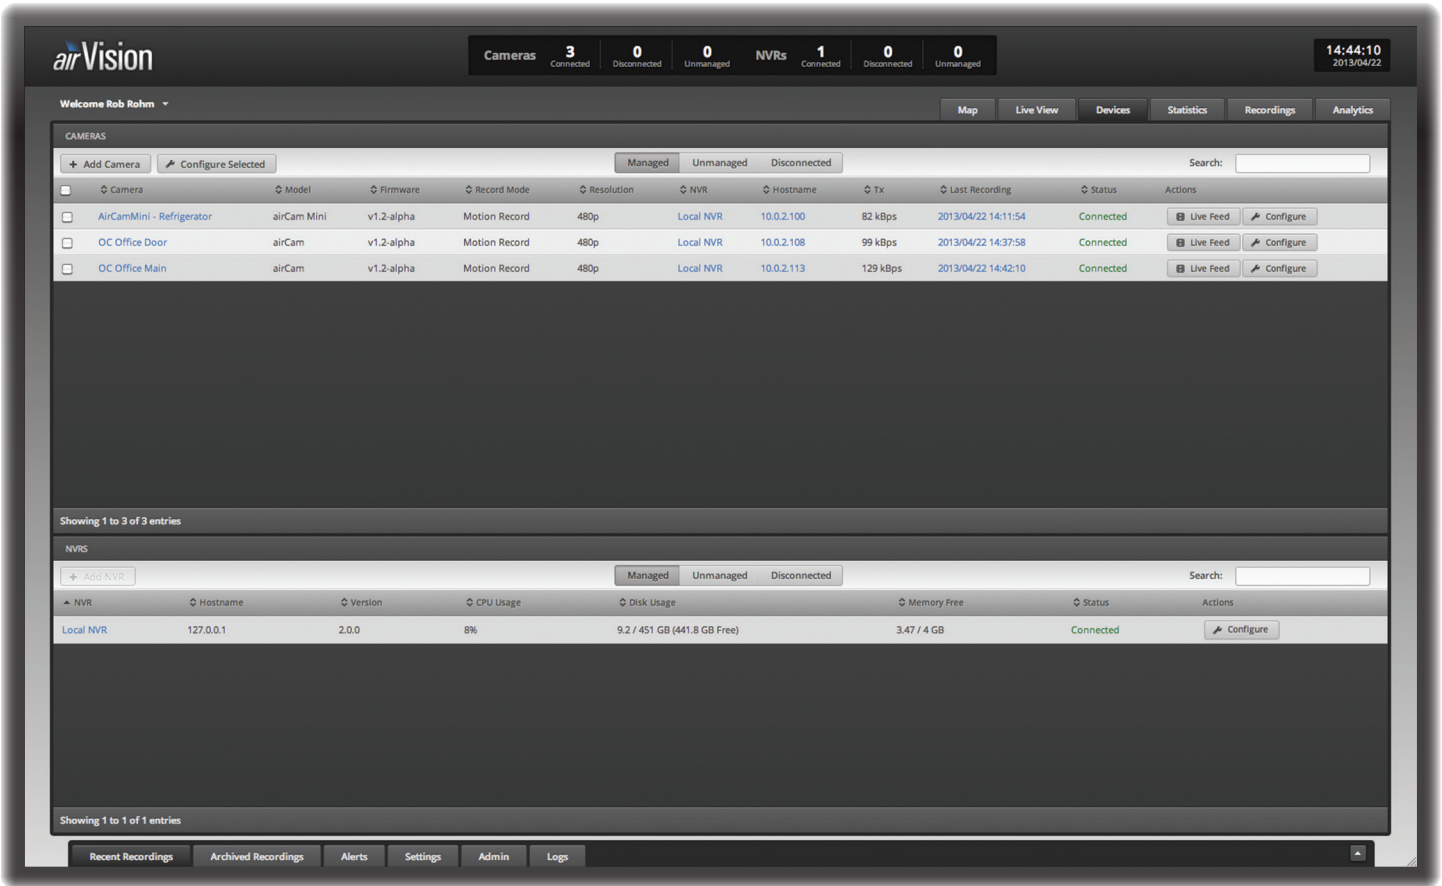 airVision
Cameras 3 Connected 0 Disconnected 0 Unmanaged NVRs 1 Connected 0 Disconnected 0 Unmanaged
14:44:10
2013/04/22
Welcome Rob Rohm
Map Live View Devices Statistics Recordings Analytics
CAMERAS
+ Add Camera Configure Selected Managed Unmanaged Disconnected Search:
Camera Model Firmware Record Mode Resolution NVR Hostname Tx Last Recording Status Actions
AirCamMini - Refrigerator airCam Mini v1.2-alpha Motion Record 480p Local NVR 10.0.2.100 82 kBps 2013/04/22 14:11:54 Connected Live Feed Configure
OC Office Door airCam v1.2-alpha Motion Record 480p Local NVR 10.0.2.108 99 kBps 2013/04/22 14:37:58 Connected Live Feed Configure
OC Office Main airCam v1.2-alpha Motion Record 480p Local NVR 10.0.2.113 129 kBps 2013/04/22 14:42:10 Connected Live Feed Configure
Showing 1 to 3 of 3 entries
NVRS
+ Add NVR Managed Unmanaged Disconnected Search:
NVR Hostname Version CPU Usage Disk Usage Memory Free Status Actions
Local NVR 127.0.0.1 2.0.0 8% 9.2 / 451 GB (441.8 GB Free) 3.47 / 4 GB Connected Configure
Showing 1 to 1 of 1 entries
Recent Recordings Archived Recordings Alerts Settings Admin Logs